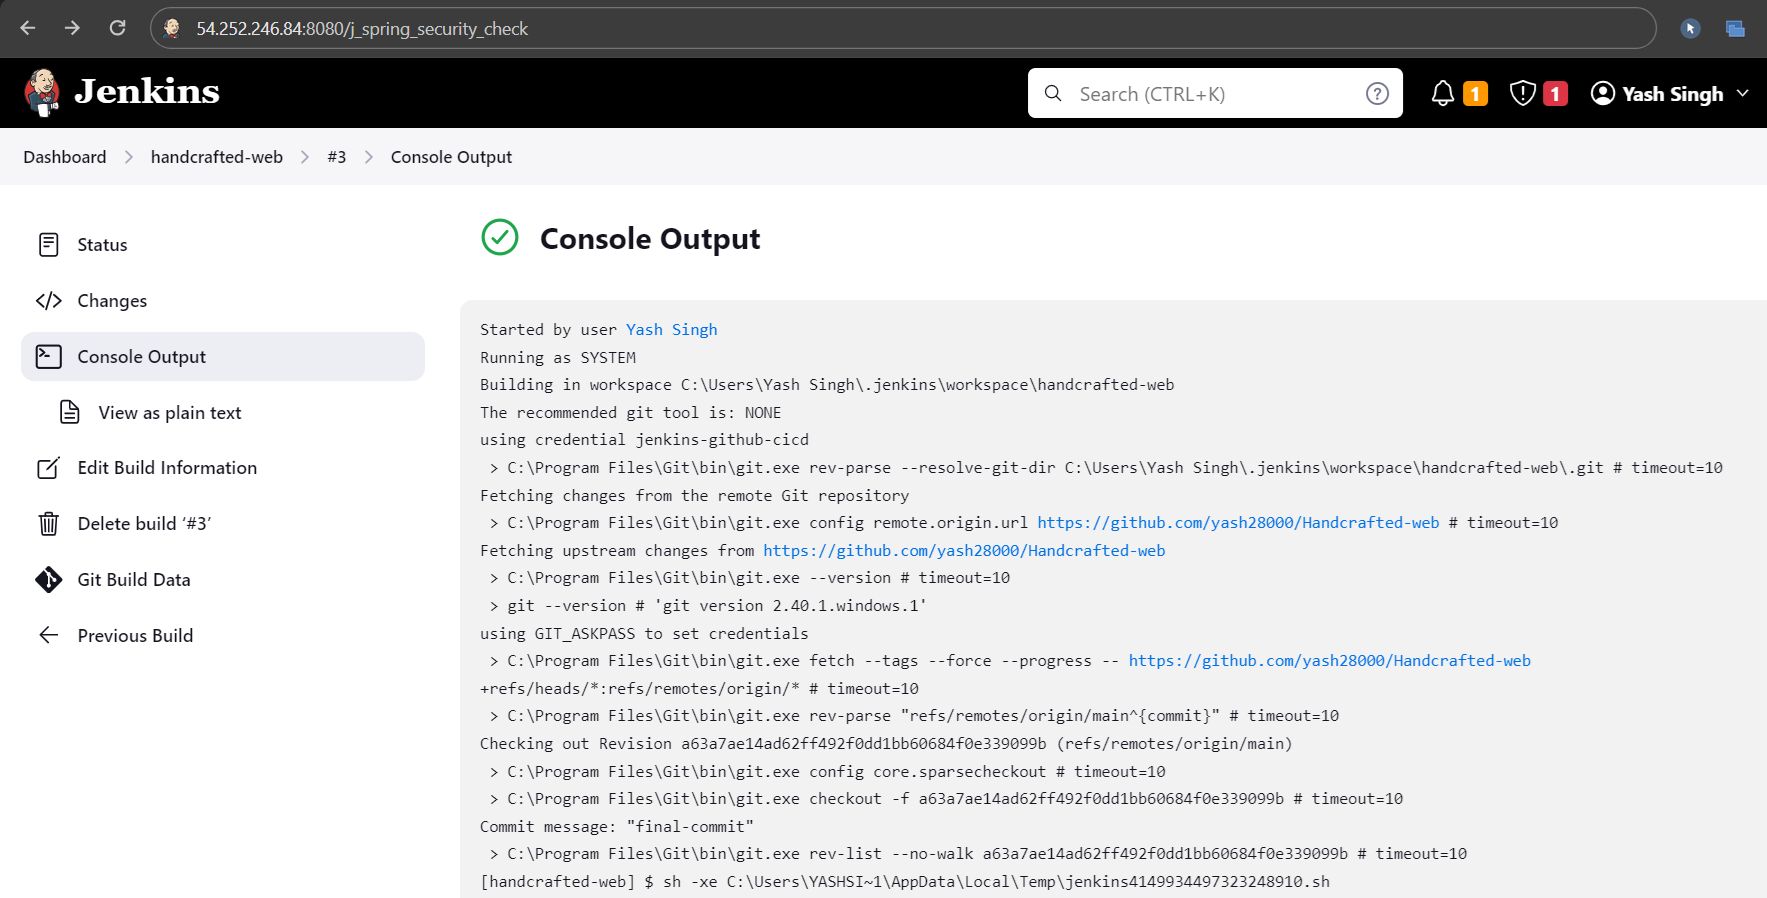 54.252.246.84:8080/j_spring_security_check
Jenkins
Search (CTRL+K)
?
1
1
Yash Singh
Dashboard > handcrafted-web > #3 > Console Output
Status
Changes
Console Output
View as plain text
Edit Build Information
Delete build ‘#3’
Git Build Data
Previous Build
Console Output
Started by user Yash Singh
Running as SYSTEM
Building in workspace C:\Users\Yash Singh\.jenkins\workspace\handcrafted-web
The recommended git tool is: NONE
using credential jenkins-github-cicd
 > C:\Program Files\Git\bin\git.exe rev-parse --resolve-git-dir C:\Users\Yash Singh\.jenkins\workspace\handcrafted-web\.git # timeout=10
Fetching changes from the remote Git repository
 > C:\Program Files\Git\bin\git.exe config remote.origin.url https://github.com/yash28000/Handcrafted-web # timeout=10
Fetching upstream changes from https://github.com/yash28000/Handcrafted-web
 > C:\Program Files\Git\bin\git.exe --version # timeout=10
 > git --version # 'git version 2.40.1.windows.1'
using GIT_ASKPASS to set credentials
 > C:\Program Files\Git\bin\git.exe fetch --tags --force --progress -- https://github.com/yash28000/Handcrafted-web
+refs/heads/*:refs/remotes/origin/* # timeout=10
 > C:\Program Files\Git\bin\git.exe rev-parse "refs/remotes/origin/main^{commit}" # timeout=10
Checking out Revision a63a7ae14ad62ff492f0dd1bb60684f0e339099b (refs/remotes/origin/main)
 > C:\Program Files\Git\bin\git.exe config core.sparsecheckout # timeout=10
 > C:\Program Files\Git\bin\git.exe checkout -f a63a7ae14ad62ff492f0dd1bb60684f0e339099b # timeout=10
Commit message: "final-commit"
 > C:\Program Files\Git\bin\git.exe rev-list --no-walk a63a7ae14ad62ff492f0dd1bb60684f0e339099b # timeout=10
[handcrafted-web] $ sh -xe C:\Users\YASHSI~1\AppData\Local\Temp\jenkins4149934497323248910.sh